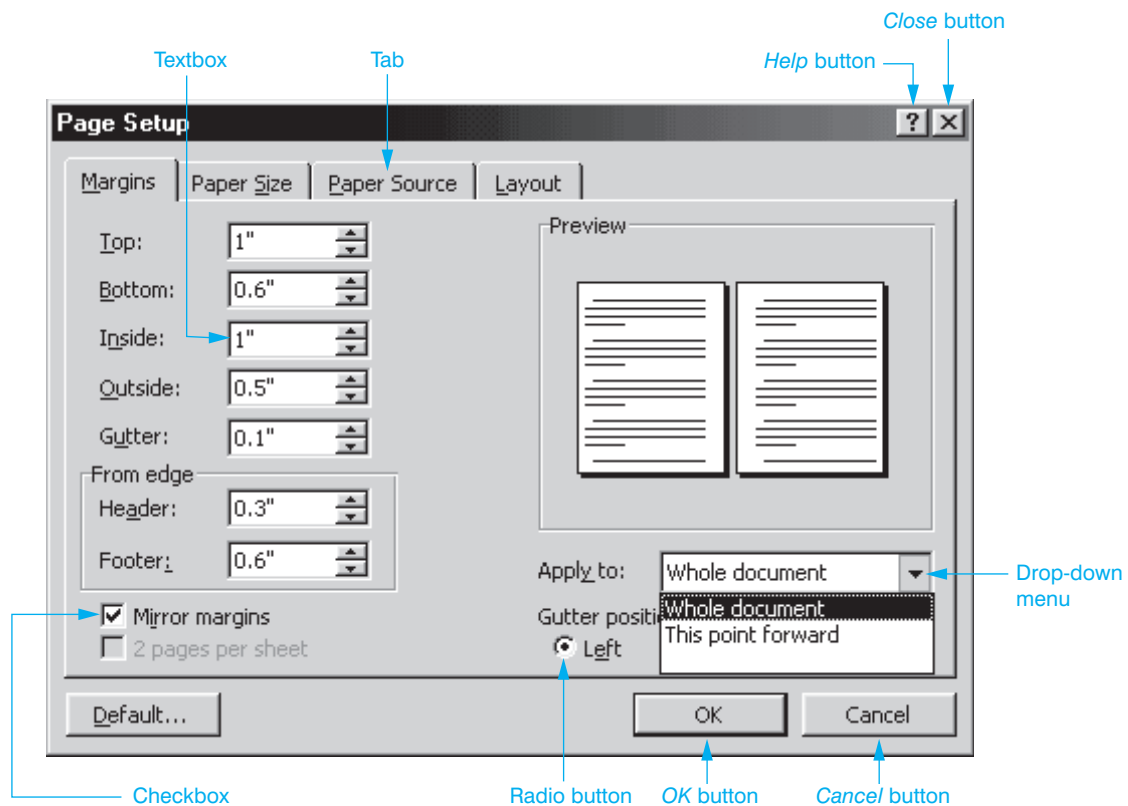 Close button
Textbox
Tab
Help button
Page Setup
? X
Margins
Paper Size
Paper Source
Layout
Top: 1"
Bottom: 0.6"
Inside: 1"
Outside: 0.5"
Gutter: 0.1"
From edge
Header: 0.3"
Footer: 0.6"
Preview
Apply to: Whole document
Drop-down
menu
Whole document
This point forward
Mirror margins
2 pages per sheet
Gutter positi
Left
Default...
OK
Cancel
Checkbox
Radio button
OK button
Cancel button